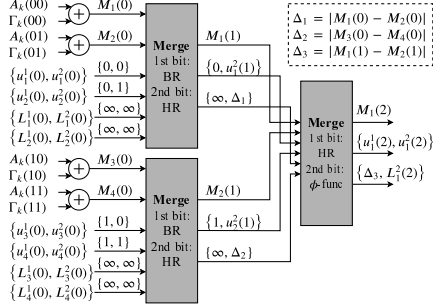 A_k(00)
Γ_k(00)
M_1(0)
A_k(01)
Γ_k(01)
M_2(0)
{u_1^1(0), u_1^2(0)} {0, 0}
{u_2^1(0), u_2^2(0)} {0, 1}
{L_1^1(0), L_1^2(0)} {∞, ∞}
{L_2^1(0), L_2^2(0)} {∞, ∞}
Merge
1st bit:
BR
2nd bit:
HR
M_1(1)
{0, u_1^2(1)}
{∞, Δ_1}
Δ_1 = |M_1(0) − M_2(0)|
Δ_2 = |M_3(0) − M_4(0)|
Δ_3 = |M_1(1) − M_2(1)|
A_k(10)
Γ_k(10)
M_3(0)
A_k(11)
Γ_k(11)
M_4(0)
{u_3^1(0), u_3^2(0)} {1, 0}
{u_4^1(0), u_4^2(0)} {1, 1}
{L_3^1(0), L_3^2(0)} {∞, ∞}
{L_4^1(0), L_4^2(0)} {∞, ∞}
Merge
1st bit:
BR
2nd bit:
HR
M_2(1)
{1, u_2^2(1)}
{∞, Δ_2}
Merge
1st bit:
HR
2nd bit:
ϕ-func
M_1(2)
{u_1^1(2), u_1^2(2)}
{Δ_3, L_1^2(2)}